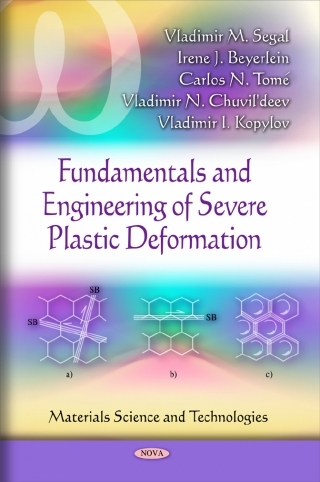 Vladimir M. Segal
Irene J. Beyerlein
Carlos N. Tomé
Vladimir N. Chuvil'deev
Vladimir I. Kopylov
Fundamentals and
Engineering of Severe
Plastic Deformation
SB
SB
SB
a)
b)
c)
Materials Science and Technologies
NOVA